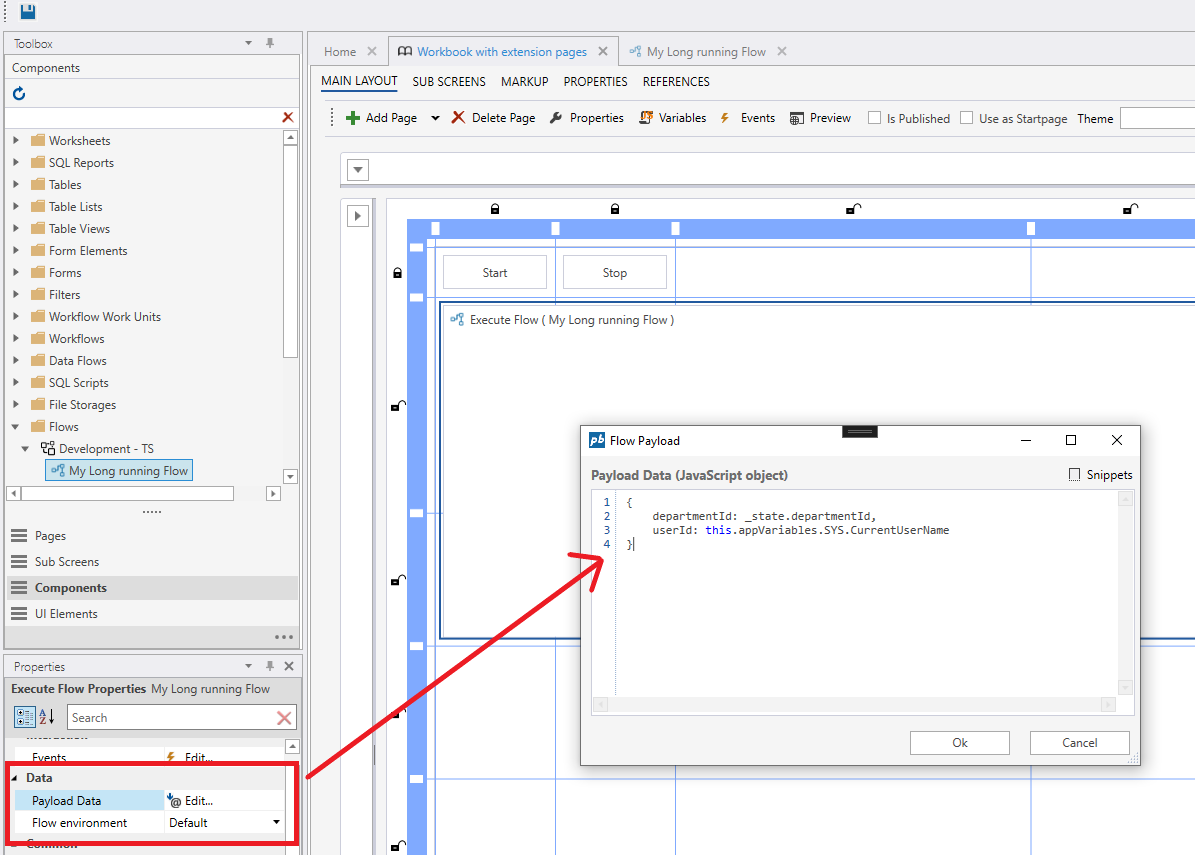 Toolbox
Components
Worksheets
SQL Reports
Tables
Table Lists
Table Views
Form Elements
Forms
Filters
Workflow Work Units
Workflows
Data Flows
SQL Scripts
File Storages
Flows
Development - TS
My Long running Flow
Pages
Sub Screens
Components
UI Elements
Properties
Execute Flow Properties My Long running Flow
Search
Interaction
Events Edit...
Data
Payload Data Edit...
Flow environment Default
Common
Home Workbook with extension pages My Long running Flow
MAIN LAYOUT SUB SCREENS MARKUP PROPERTIES REFERENCES
Add Page Delete Page Properties Variables Events Preview Is Published Use as Startpage Theme
Start Stop
Execute Flow ( My Long running Flow )
pb Flow Payload
Payload Data (JavaScript object) Snippets
1 {
2 departmentId: _state.departmentId,
3 userId: this.appVariables.SYS.CurrentUserName
4 }
Ok Cancel